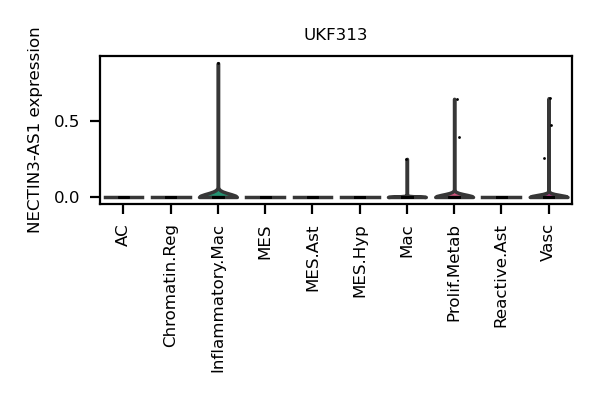 UKF313
NECTIN3-AS1 expression
0.5
0.0
AC
Chromatin.Reg
Inflammatory.Mac
MES
MES.Ast
MES.Hyp
Mac
Prolif.Metab
Reactive.Ast
Vasc